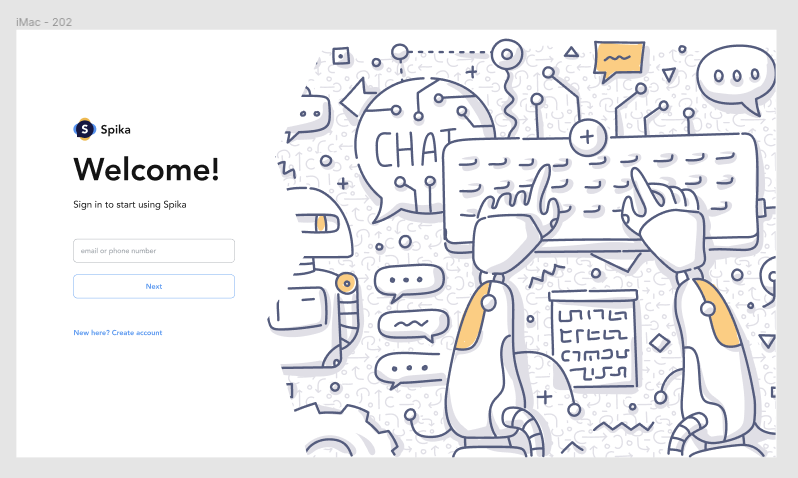 iMac - 202
S Spika
Welcome!
Sign in to start using Spika
email or phone number
Next
New here? Create account
CHAT